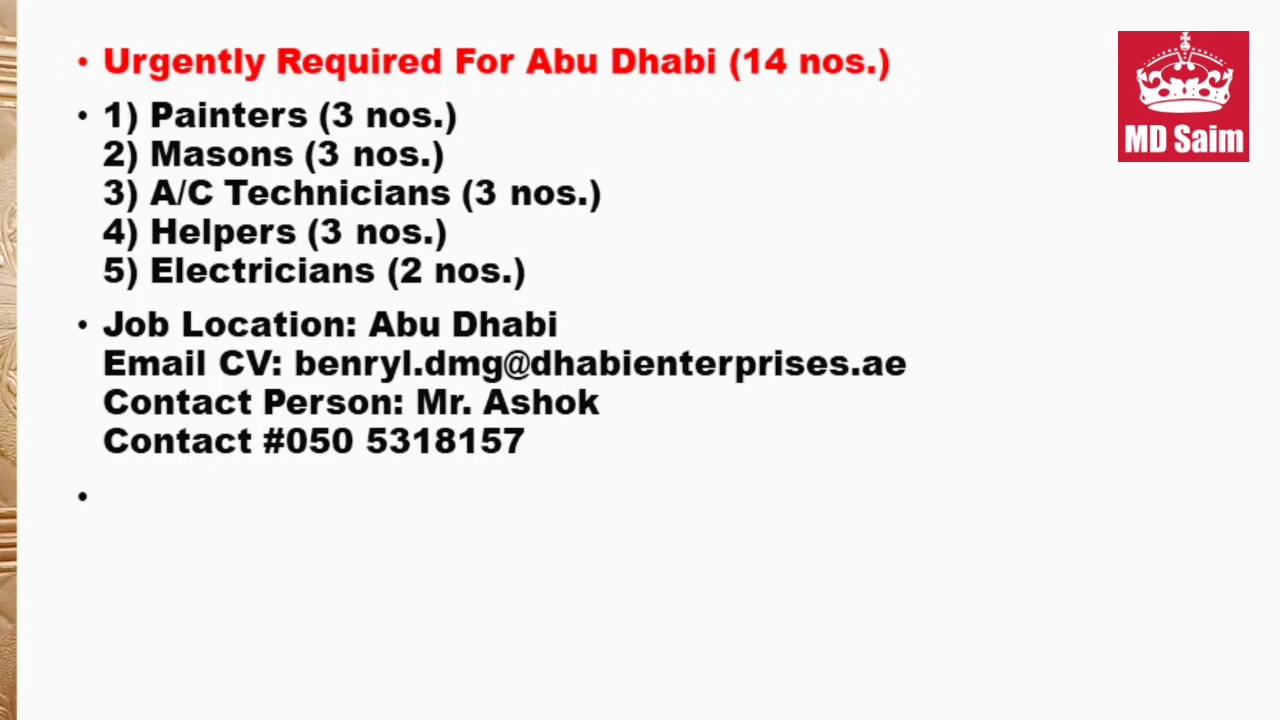 • Urgently Required For Abu Dhabi (14 nos.)
• 1) Painters (3 nos.)
2) Masons (3 nos.)
3) A/C Technicians (3 nos.)
4) Helpers (3 nos.)
5) Electricians (2 nos.)
• Job Location: Abu Dhabi
Email CV: benryl.dmg@dhabienterprises.ae
Contact Person: Mr. Ashok
Contact #050 5318157
•
MD Saim